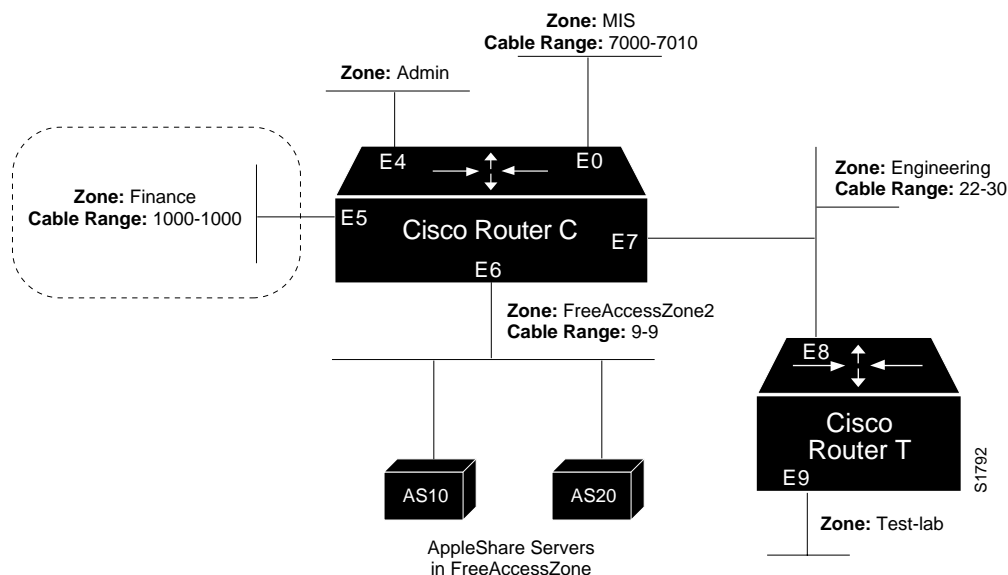 Zone: MIS
Cable Range: 7000-7010
Zone: Admin
E4
E0
Zone: Engineering
Cable Range: 22-30
Zone: Finance
Cable Range: 1000-1000
E5
Cisco Router C
E7
E6
Zone: FreeAccessZone2
Cable Range: 9-9
E8
Cisco
Router T
E9
S1792
AS10
AS20
Zone: Test-lab
AppleShare Servers
in FreeAccessZone